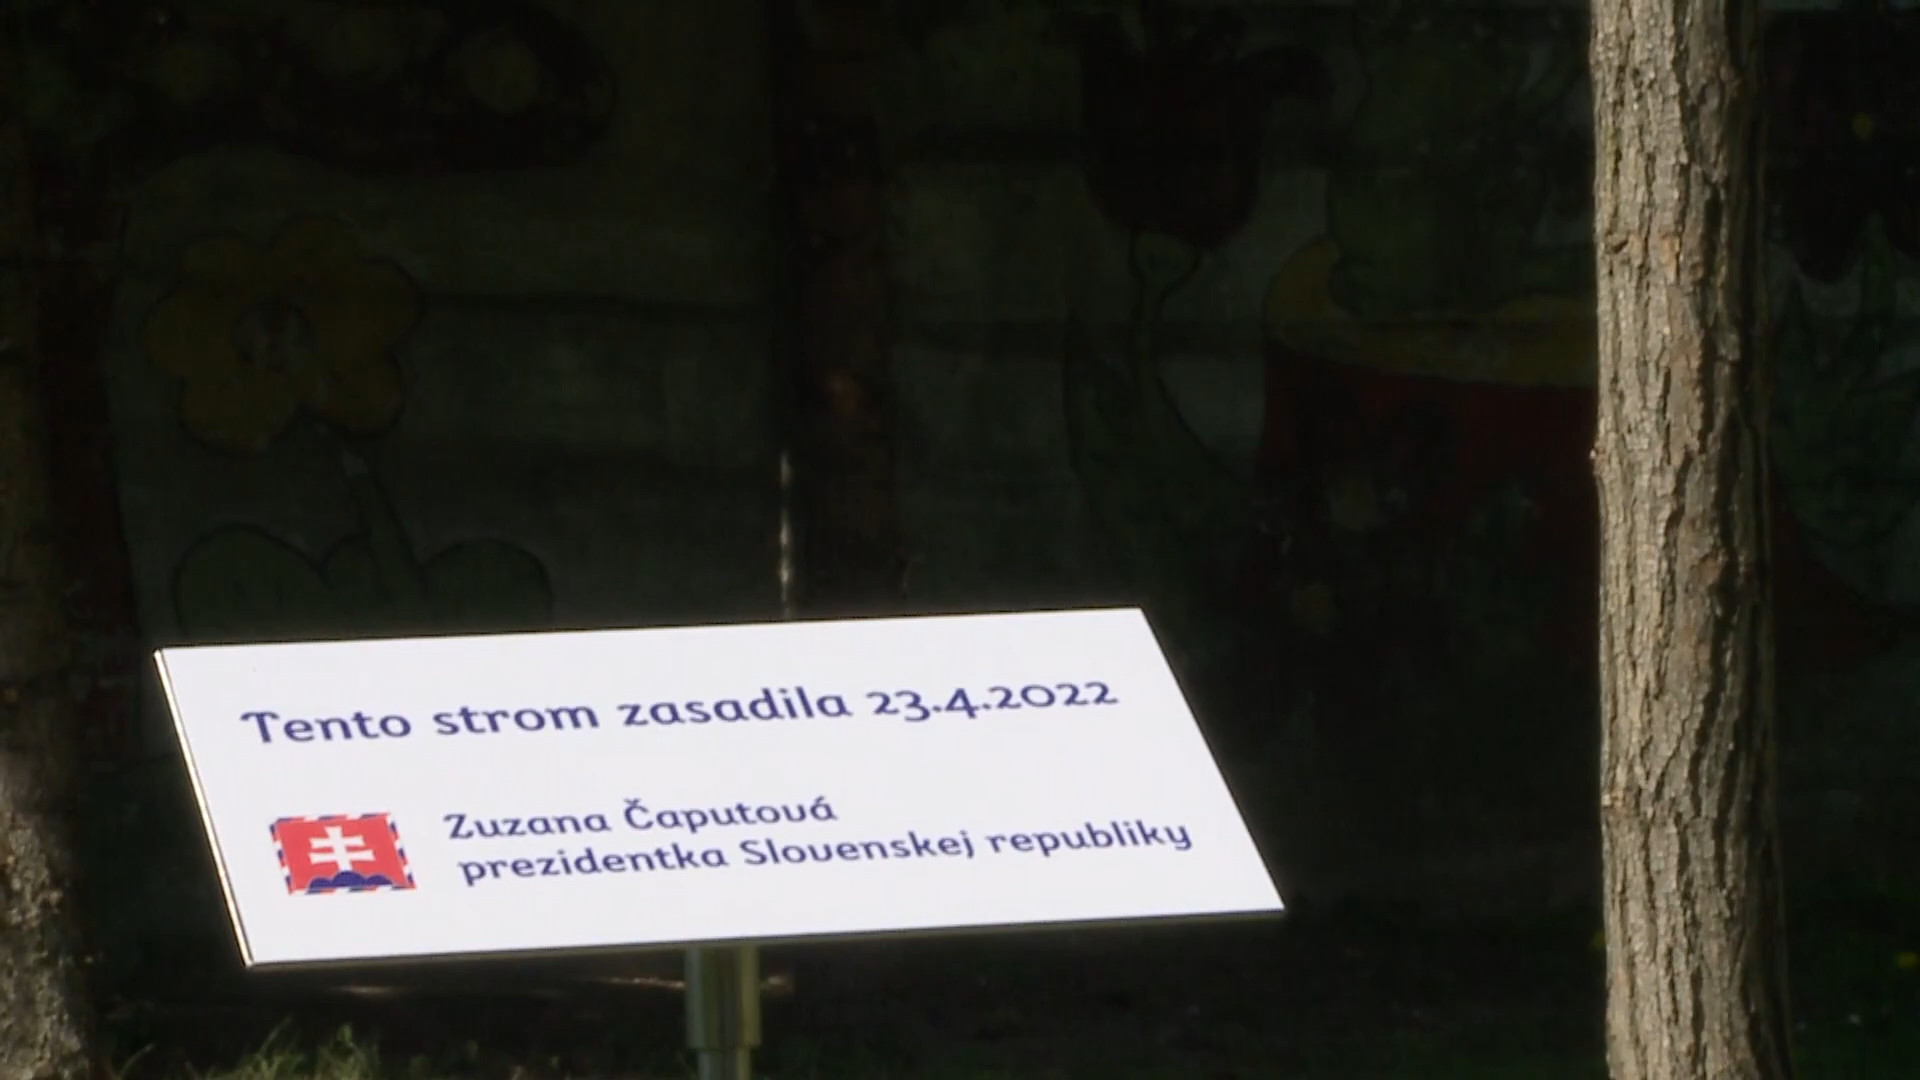 Tento strom zasadila 23.4.2022
Zuzana Čaputová
prezidentka Slovenskej republiky